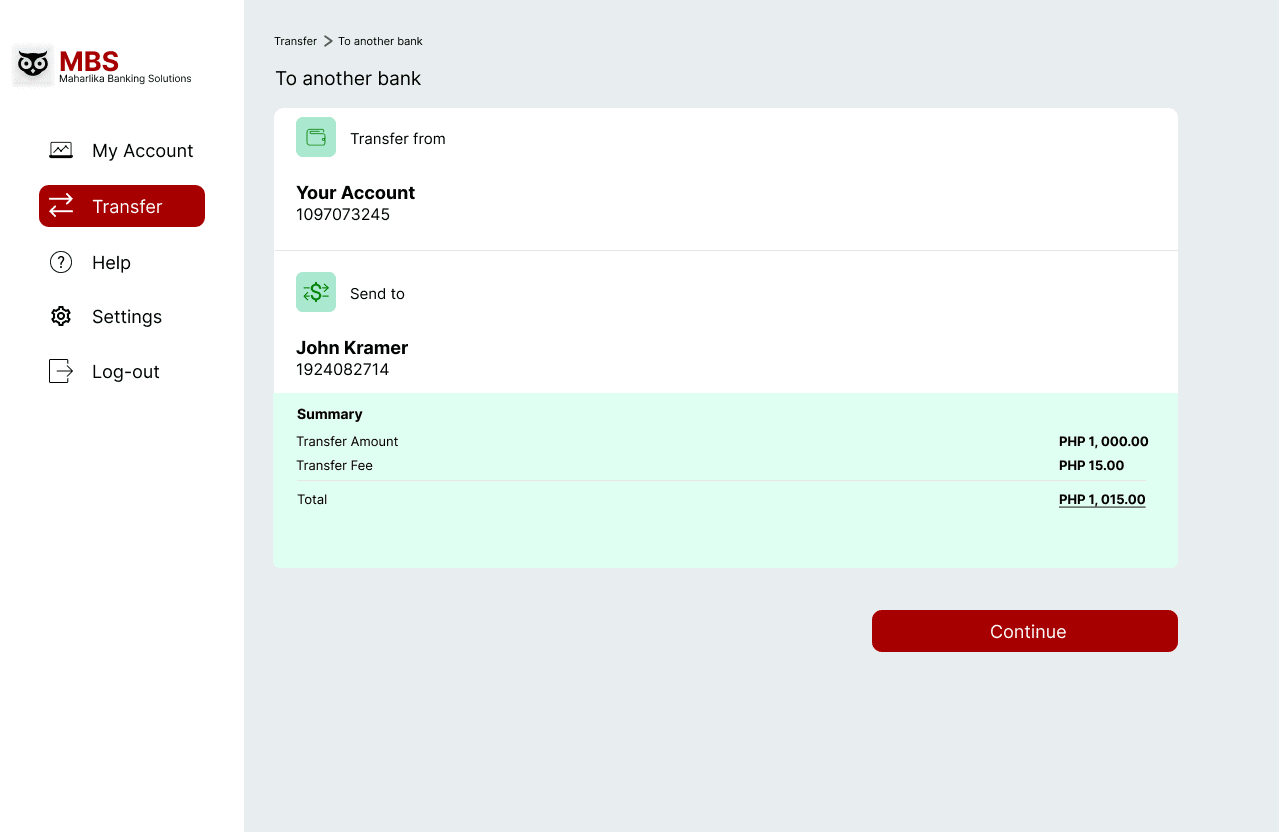 MBS
Maharlika Banking Solutions
My Account
Transfer
Help
Settings
Log-out
Transfer > To another bank
To another bank
Transfer from
Your Account
1097073245
Send to
John Kramer
1924082714
Summary
Transfer Amount PHP 1, 000.00
Transfer Fee PHP 15.00
Total PHP 1, 015.00
Continue